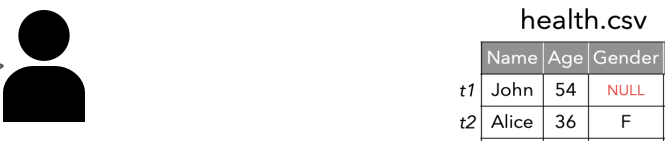 health.csv
Name Age Gender
t1 John 54 NULL
t2 Alice 36 F